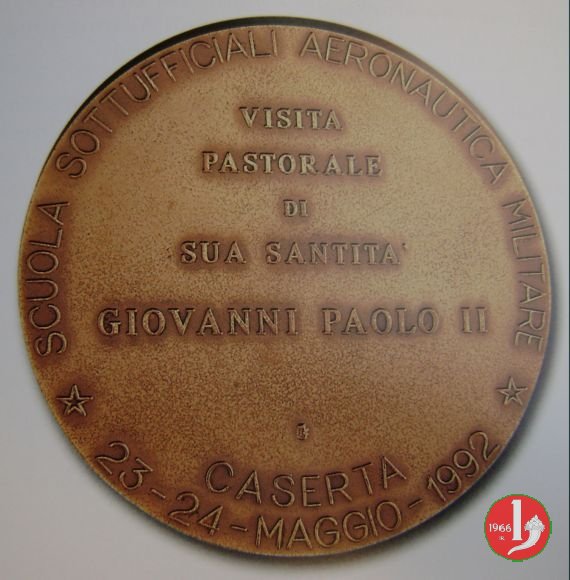 SCUOLA SOTTUFFICIALI AERONAUTICA MILITARE
VISITA
PASTORALE
DI
SUA SANTITA'
GIOVANNI PAOLO II
CASERTA
23-24-MAGGIO-1992
1966